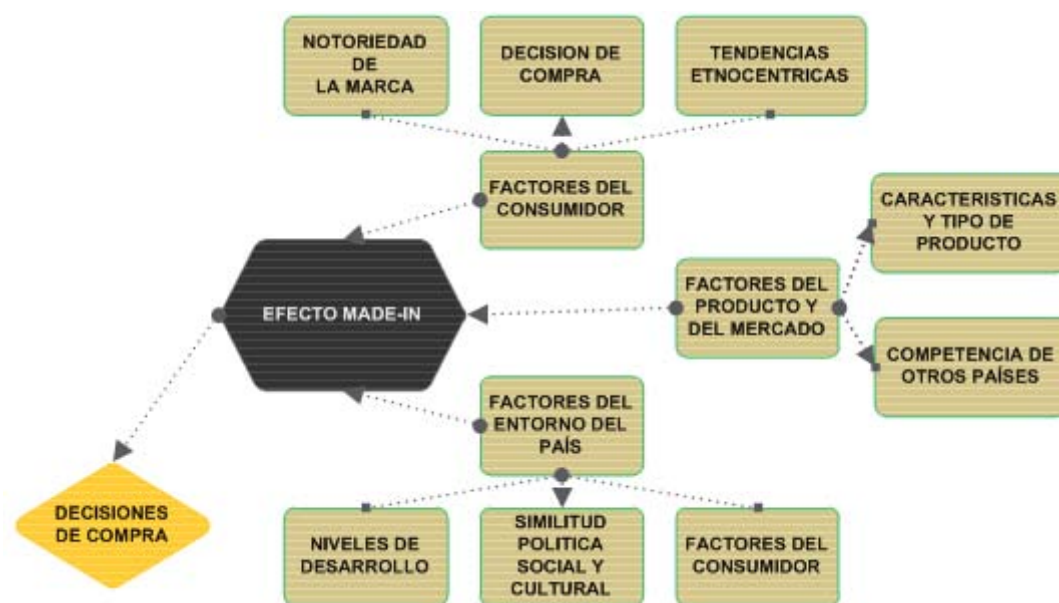 NOTORIEDAD
DE
LA MARCA
DECISION DE
COMPRA
TENDENCIAS
ETNOCENTRICAS
FACTORES DEL
CONSUMIDOR
CARACTERISTICAS
Y TIPO DE
PRODUCTO
EFECTO MADE-IN
FACTORES DEL
PRODUCTO Y
DEL MERCADO
COMPETENCIA DE
OTROS PAÍSES
FACTORES DEL
ENTORNO DEL
PAÍS
DECISIONES
DE COMPRA
NIVELES DE
DESARROLLO
SIMILITUD
POLITICA
SOCIAL Y
CULTURAL
FACTORES DEL
CONSUMIDOR